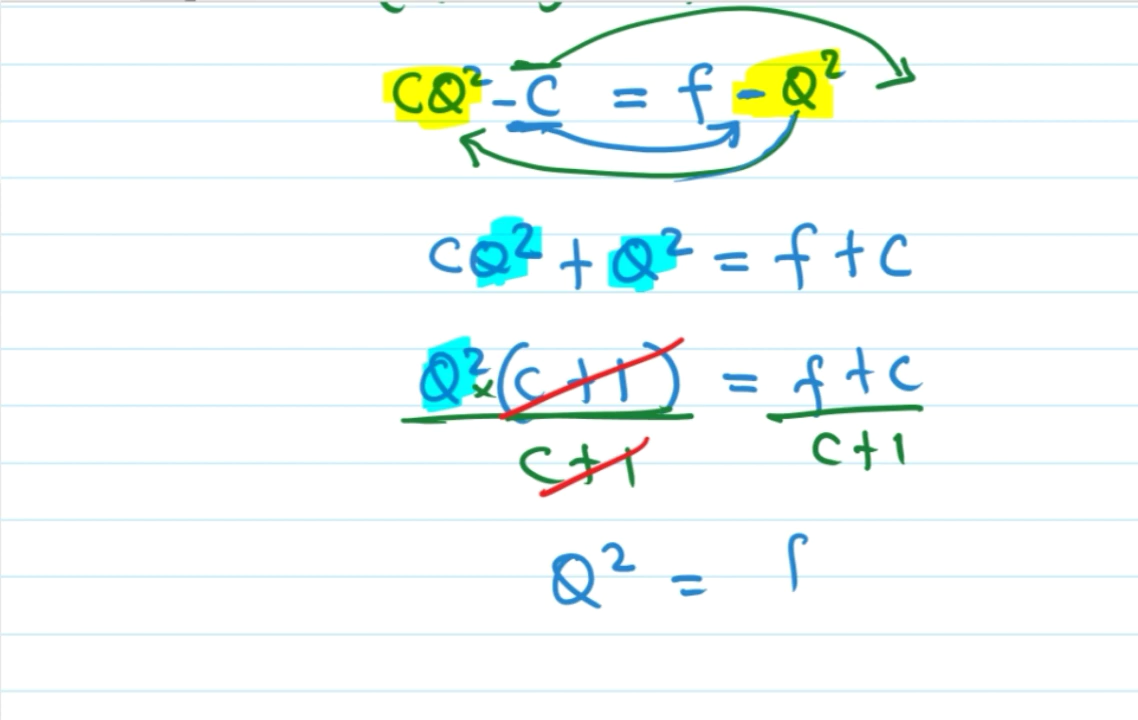 CQ² - C = f - Q²
CQ² + Q² = f + C
Q² × (C + 1) = f + C
C + 1 C + 1
Q² = f